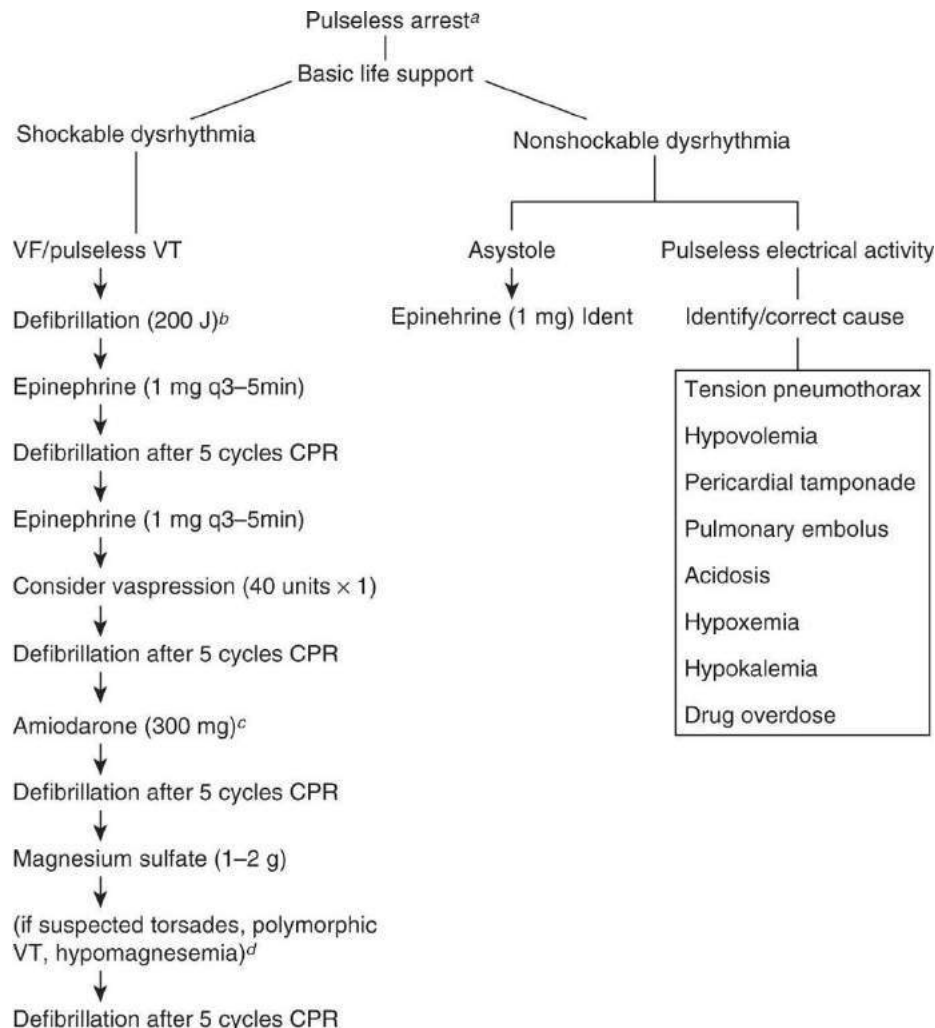 Pulseless arrestᵃ
Basic life support
Shockable dysrhythmia
Nonshockable dysrhythmia
VF/pulseless VT
Defibrillation (200 J)ᵇ
Epinephrine (1 mg q3–5min)
Defibrillation after 5 cycles CPR
Epinephrine (1 mg q3–5min)
Consider vaspression (40 units × 1)
Defibrillation after 5 cycles CPR
Amiodarone (300 mg)ᶜ
Defibrillation after 5 cycles CPR
Magnesium sulfate (1–2 g)
(if suspected torsades, polymorphic
VT, hypomagnesemia)ᵈ
Defibrillation after 5 cycles CPR
Asystole
Epinehrine (1 mg) Ident
Pulseless electrical activity
Identify/correct cause
Tension pneumothorax
Hypovolemia
Pericardial tamponade
Pulmonary embolus
Acidosis
Hypoxemia
Hypokalemia
Drug overdose